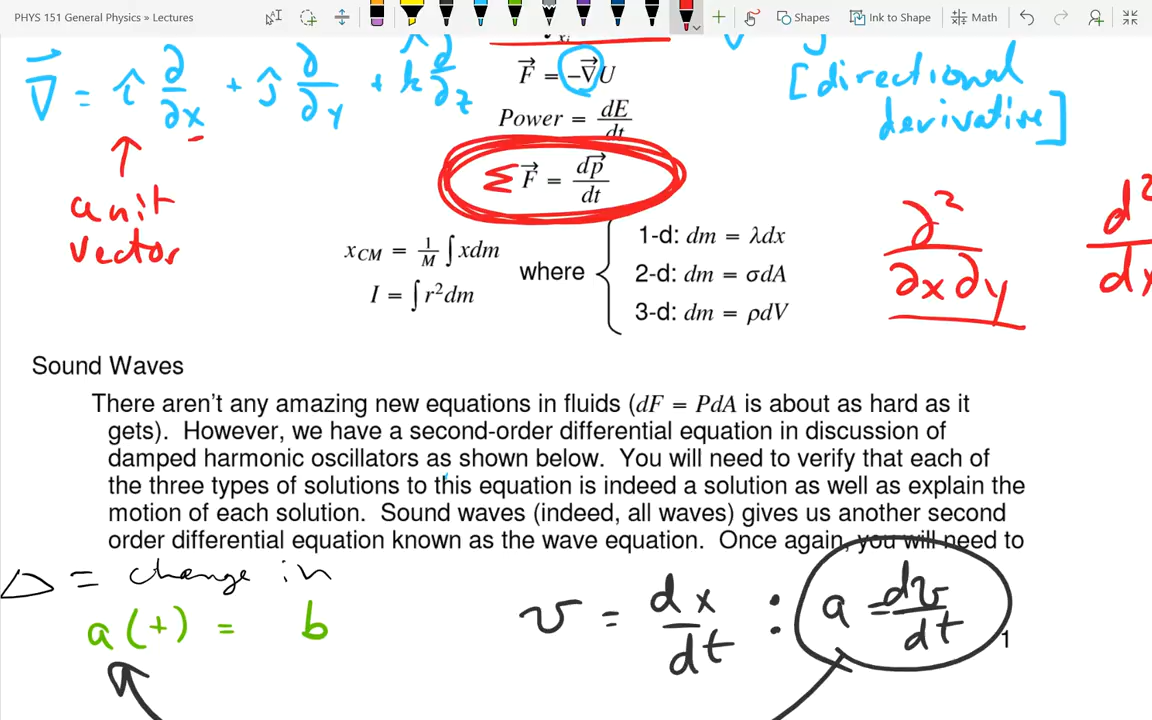 PHYS 151 General Physics » Lectures
Shapes Ink to Shape Math
∇⃗ = î ∂/∂x + ĵ ∂/∂y + k̂ ∂/∂z
F⃗ = −∇⃗U
[directional
derivative]
Power = dE/dt
a unit
vector
Σ F⃗ = dp⃗/dt
∂²/∂x∂y
x_CM = 1/M ∫ xdm
I = ∫ r²dm
where
1-d: dm = λdx
2-d: dm = σdA
3-d: dm = ρdV
Sound Waves
There aren't any amazing new equations in fluids (dF = PdA is about as hard as it
gets). However, we have a second-order differential equation in discussion of
damped harmonic oscillators as shown below. You will need to verify that each of
the three types of solutions to this equation is indeed a solution as well as explain the
motion of each solution. Sound waves (indeed, all waves) gives us another second
order differential equation known as the wave equation. Once again, you will need to
Δ = change in
a(t) = b
v = dx/dt : a = dv/dt
1